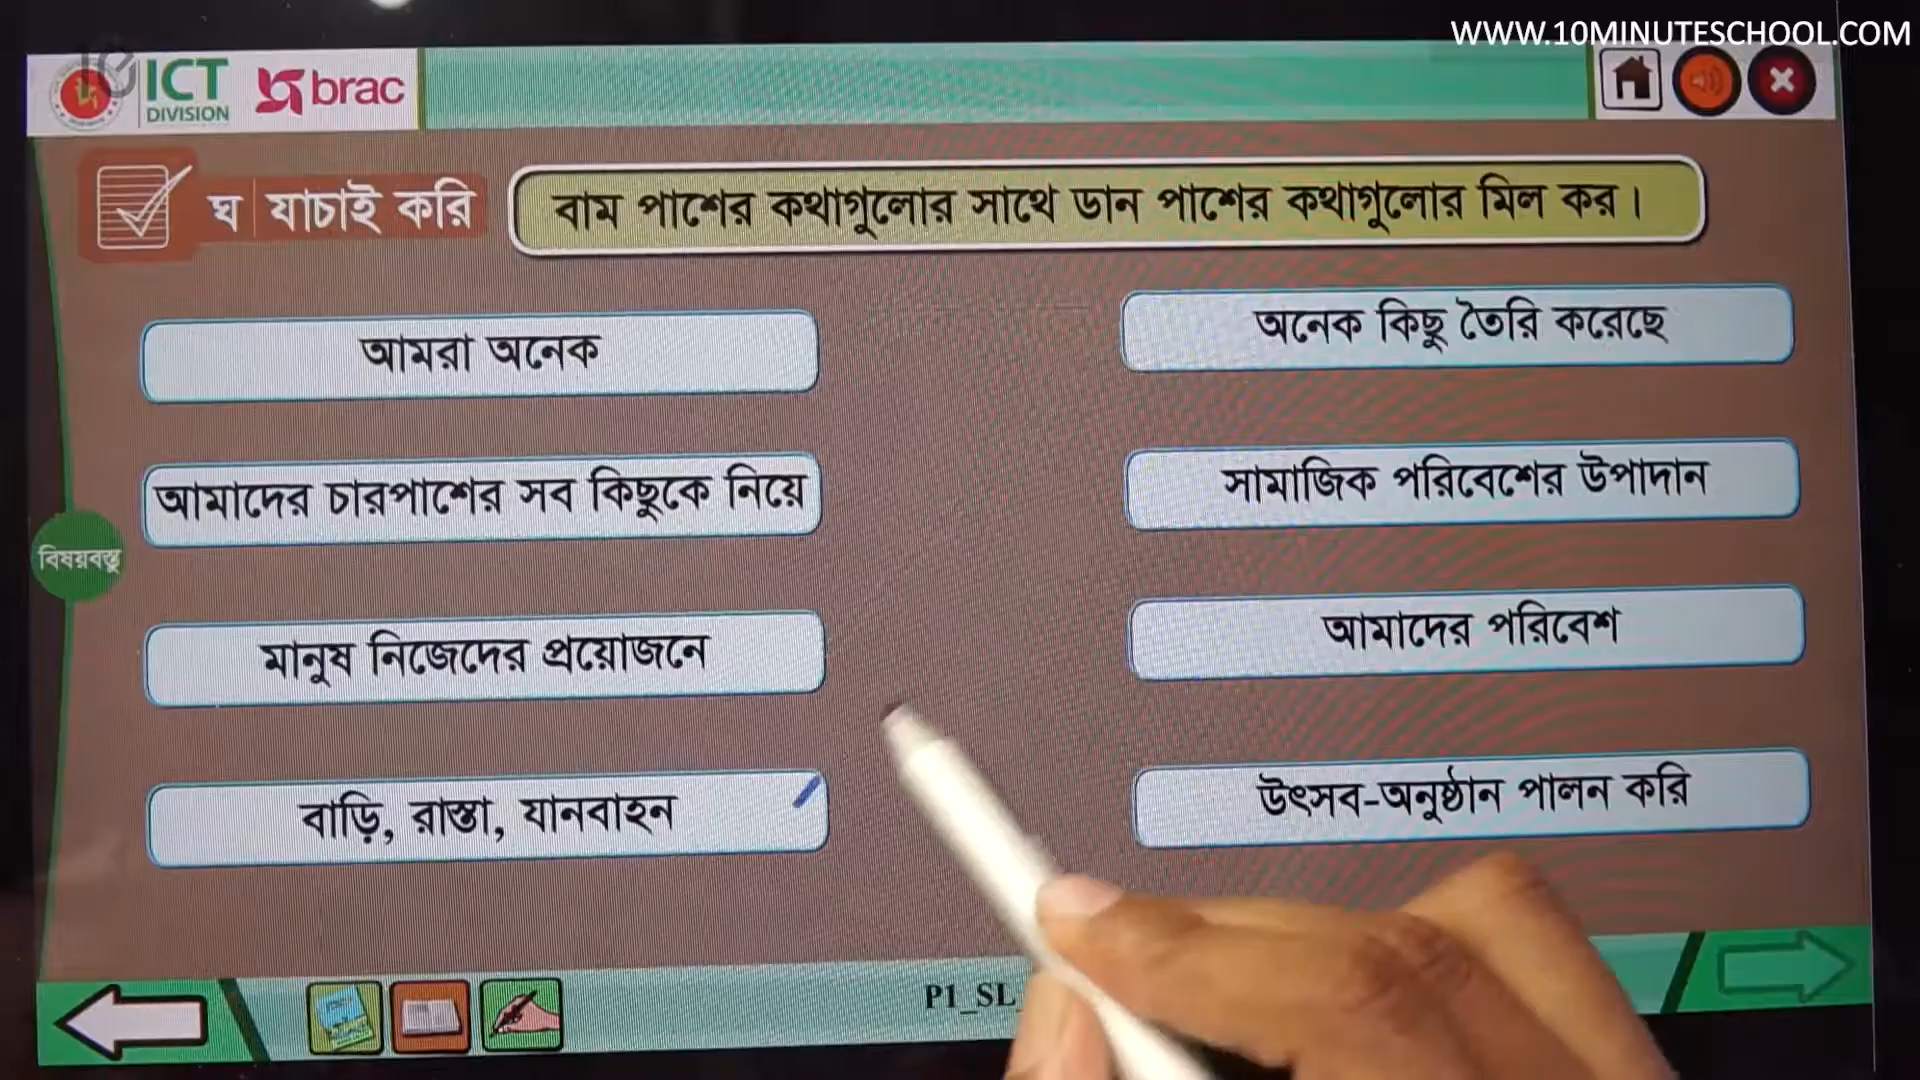 WWW.10MINUTESCHOOL.COM
ICT
DIVISION
brac
ঘ যাচাই করি
বাম পাশের কথাগুলোর সাথে ডান পাশের কথাগুলোর মিল কর।
আমরা অনেক
অনেক কিছু তৈরি করেছে
আমাদের চারপাশের সব কিছুকে নিয়ে
সামাজিক পরিবেশের উপাদান
বিষয়বস্তু
মানুষ নিজেদের প্রয়োজনে
আমাদের পরিবেশ
বাড়ি, রাস্তা, যানবাহন
উৎসব-অনুষ্ঠান পালন করি
P1_SL_